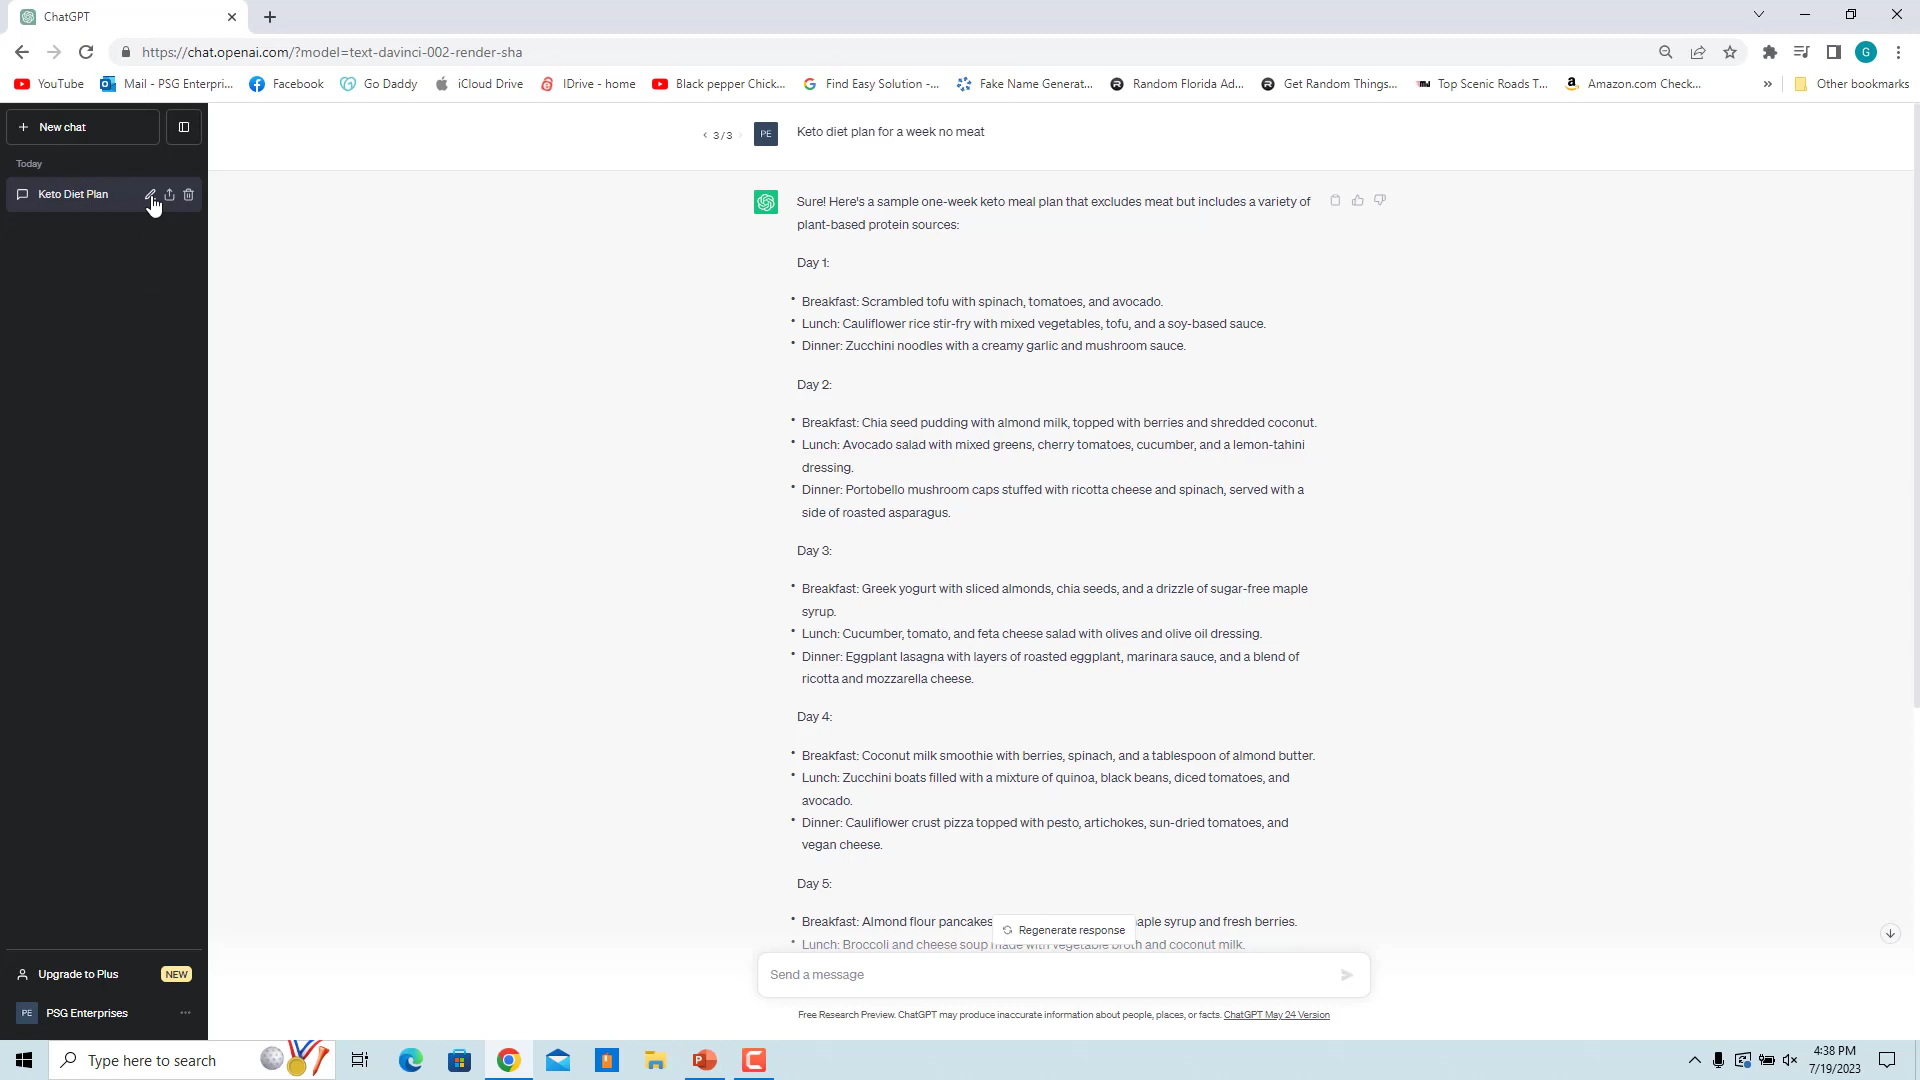 ChatGPT
https://chat.openai.com/?model=text-davinci-002-render-sha
G
YouTube
Mail - PSG Enterpri...
Facebook
Go Daddy
iCloud Drive
IDrive - home
Black pepper Chick...
Find Easy Solution -...
Fake Name Generat...
Random Florida Ad...
Get Random Things...
Top Scenic Roads T...
Amazon.com Check...
Other bookmarks
New chat
Today
Keto Diet Plan
3/3
PE
Keto diet plan for a week no meat
Sure! Here's a sample one-week keto meal plan that excludes meat but includes a variety of
plant-based protein sources:
Day 1:
• Breakfast: Scrambled tofu with spinach, tomatoes, and avocado.
• Lunch: Cauliflower rice stir-fry with mixed vegetables, tofu, and a soy-based sauce.
• Dinner: Zucchini noodles with a creamy garlic and mushroom sauce.
Day 2:
• Breakfast: Chia seed pudding with almond milk, topped with berries and shredded coconut.
• Lunch: Avocado salad with mixed greens, cherry tomatoes, cucumber, and a lemon-tahini
dressing.
• Dinner: Portobello mushroom caps stuffed with ricotta cheese and spinach, served with a
side of roasted asparagus.
Day 3:
• Breakfast: Greek yogurt with sliced almonds, chia seeds, and a drizzle of sugar-free maple
syrup.
• Lunch: Cucumber, tomato, and feta cheese salad with olives and olive oil dressing.
• Dinner: Eggplant lasagna with layers of roasted eggplant, marinara sauce, and a blend of
ricotta and mozzarella cheese.
Day 4:
• Breakfast: Coconut milk smoothie with berries, spinach, and a tablespoon of almond butter.
• Lunch: Zucchini boats filled with a mixture of quinoa, black beans, diced tomatoes, and
avocado.
• Dinner: Cauliflower crust pizza topped with pesto, artichokes, sun-dried tomatoes, and
vegan cheese.
Day 5:
• Breakfast: Almond flour pancakes aple syrup and fresh berries.
Regenerate response
• Lunch: Broccoli and cheese soup made with vegetable broth and coconut milk.
Send a message
Free Research Preview. ChatGPT may produce inaccurate information about people, places, or facts. ChatGPT May 24 Version
Upgrade to Plus
NEW
PE
PSG Enterprises
Type here to search
4:38 PM
7/19/2023